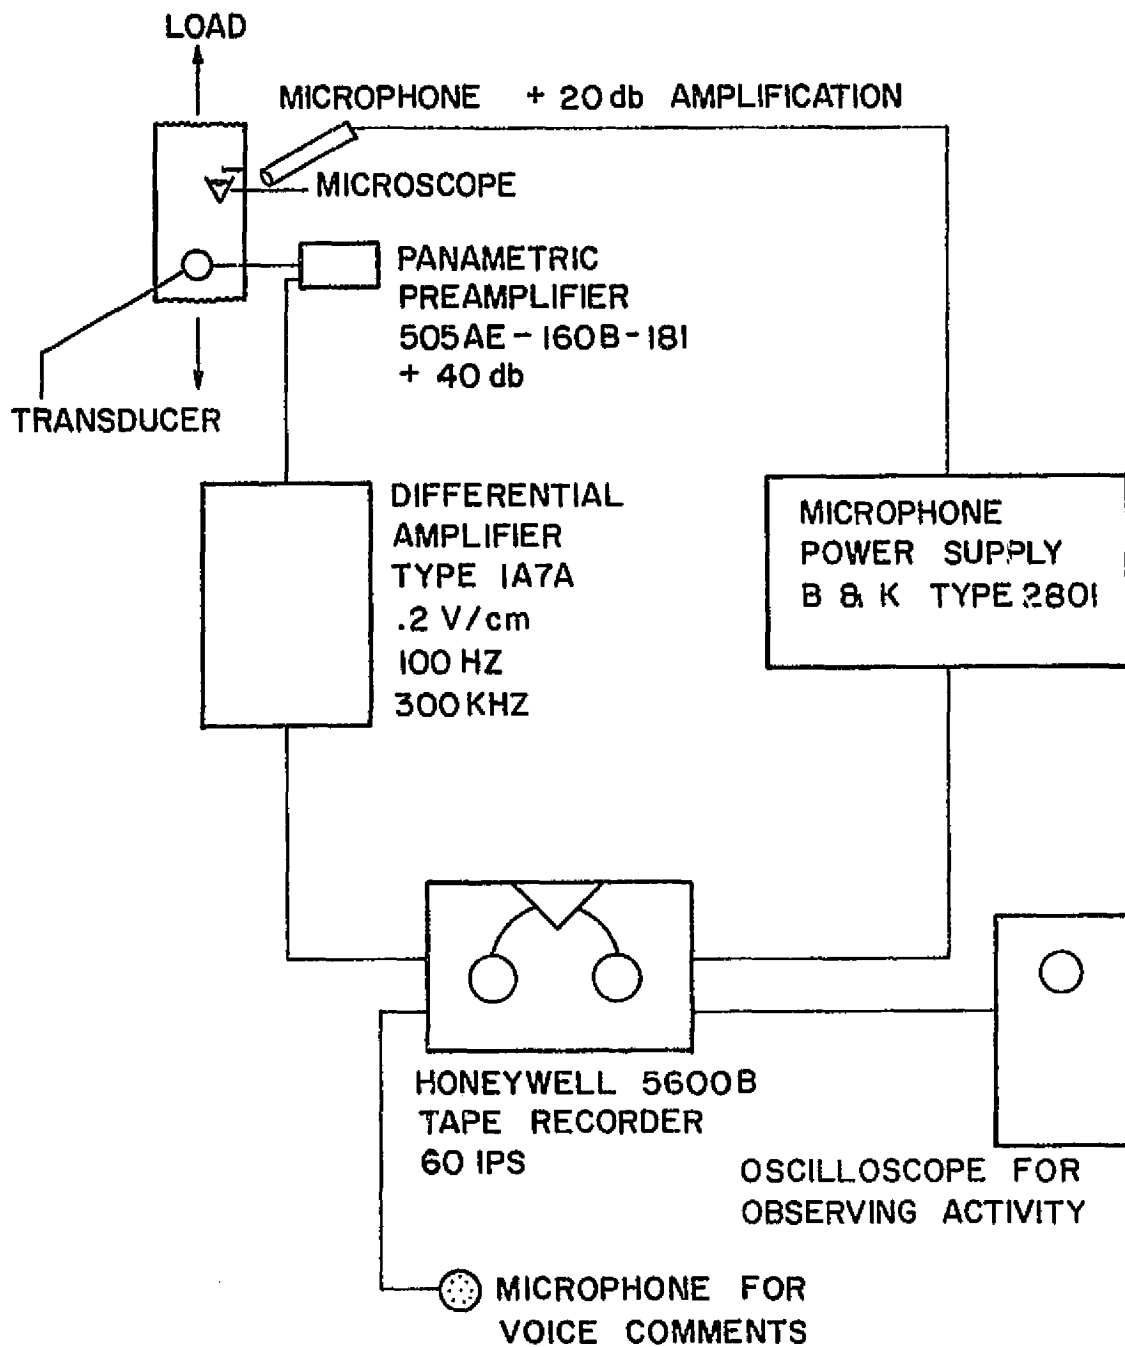 LOAD
MICROPHONE + 20 db AMPLIFICATION
MICROSCOPE
PANAMETRIC
PREAMPLIFIER
505AE - 160B - 181
+ 40 db
TRANSDUCER
DIFFERENTIAL
AMPLIFIER
TYPE 1A7A
.2 V/cm
100 HZ
300 KHZ
MICROPHONE
POWER SUPPLY
B & K TYPE 2801
HONEYWELL 5600B
TAPE RECORDER
60 IPS
OSCILLOSCOPE FOR
OBSERVING ACTIVITY
MICROPHONE FOR
VOICE COMMENTS